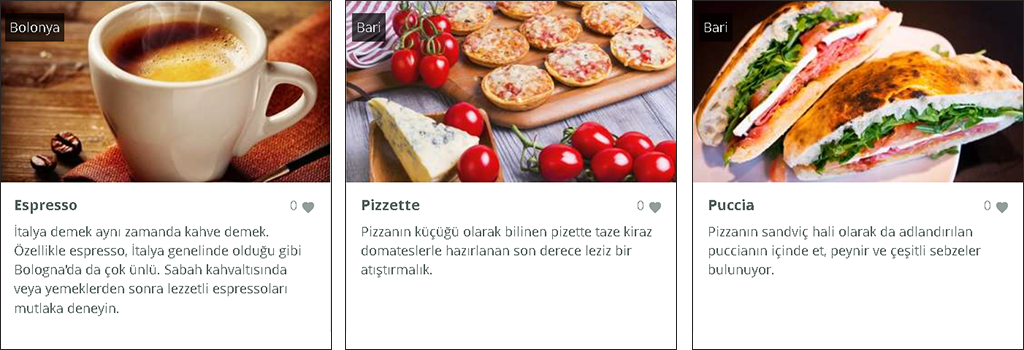 Bolonya
Espresso
0
İtalya demek aynı zamanda kahve demek.
Özellikle espresso, İtalya genelinde olduğu gibi
Bologna'da da çok ünlü. Sabah kahvaltısında
veya yemeklerden sonra lezzetli espressoları
mutlaka deneyin.
Bari
Pizzette
0
Pizzanın küçüğü olarak bilinen pizette taze kiraz
domateslerle hazırlanan son derece leziz bir
atıştırmalık.
Bari
Puccia
0
Pizzanın sandviç hali olarak da adlandırılan
puccianın içinde et, peynir ve çeşitli sebzeler
bulunuyor.